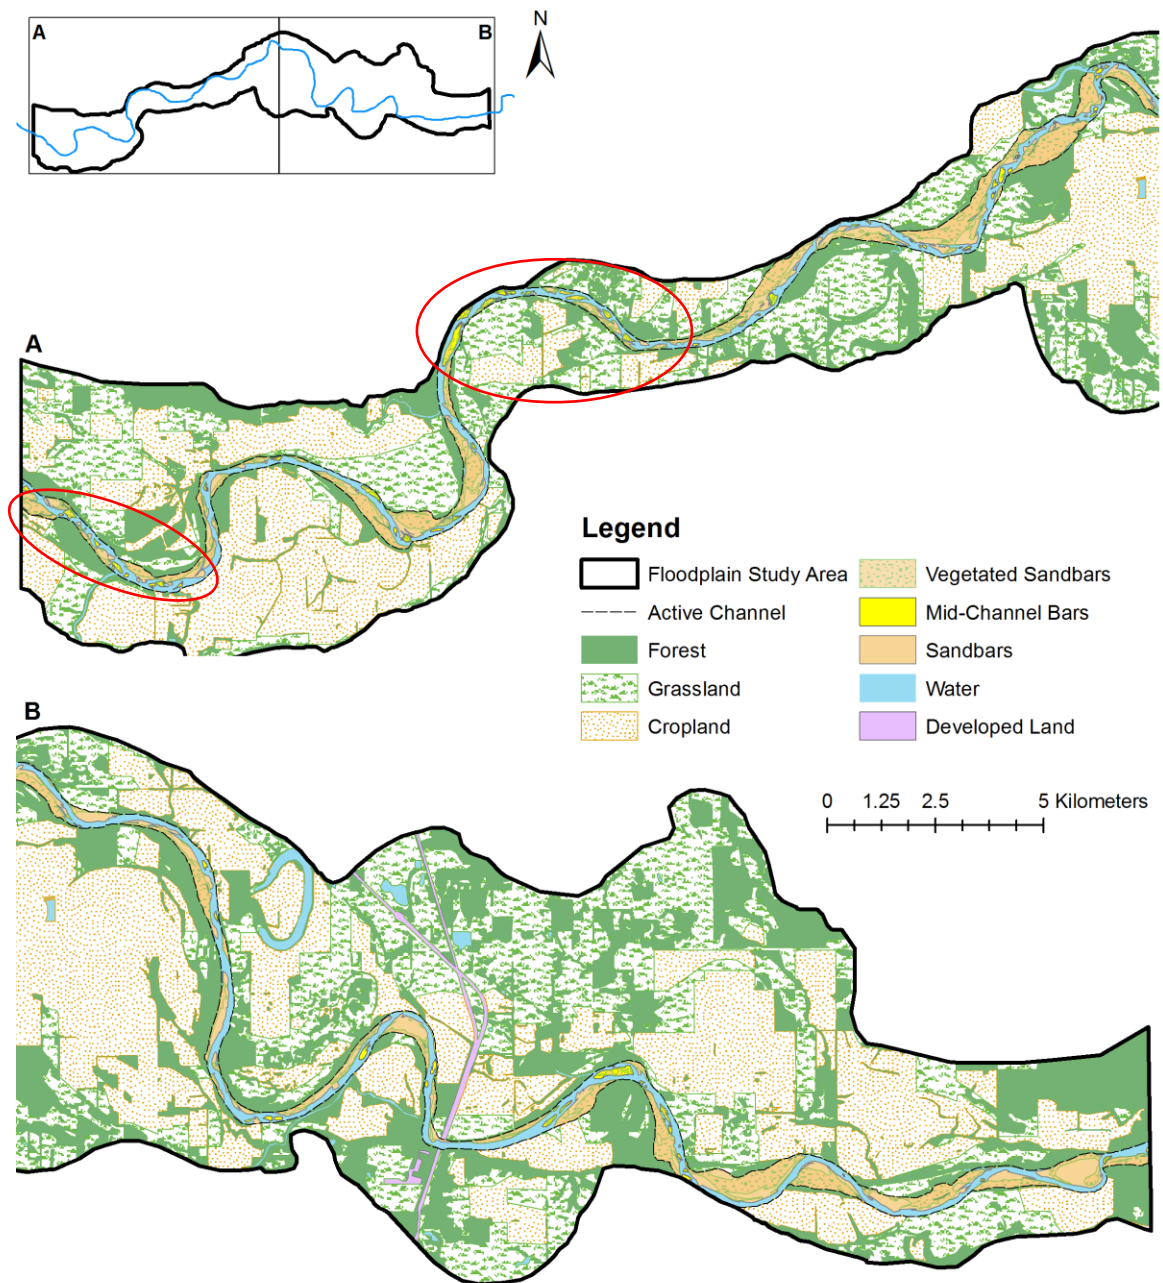 A
B
N
A
Legend
Floodplain Study Area
Active Channel
Forest
Grassland
Cropland
Vegetated Sandbars
Mid-Channel Bars
Sandbars
Water
Developed Land
B
0 1.25 2.5 5 Kilometers